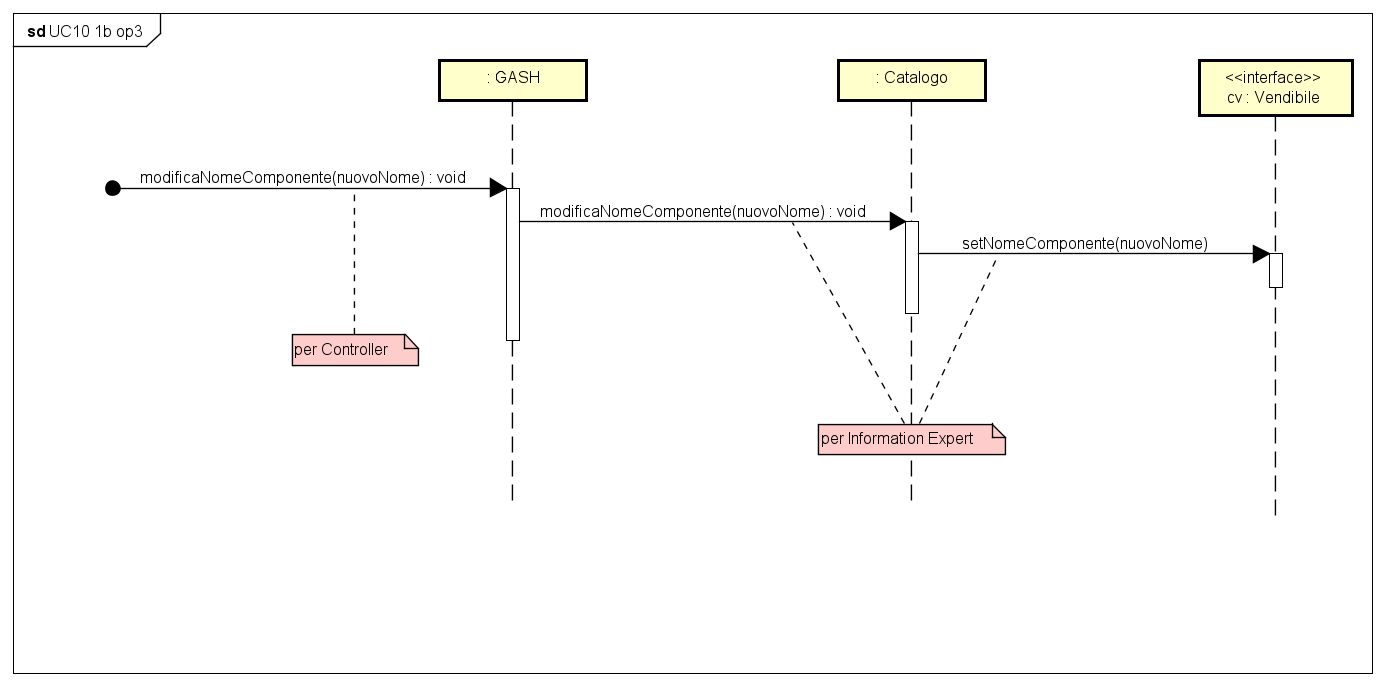 sd UC10 1b op3
: GASH
: Catalogo
<<interface>>
cv : Vendibile
modificaNomeComponente(nuovoNome) : void
modificaNomeComponente(nuovoNome) : void
setNomeComponente(nuovoNome)
per Controller
per Information Expert